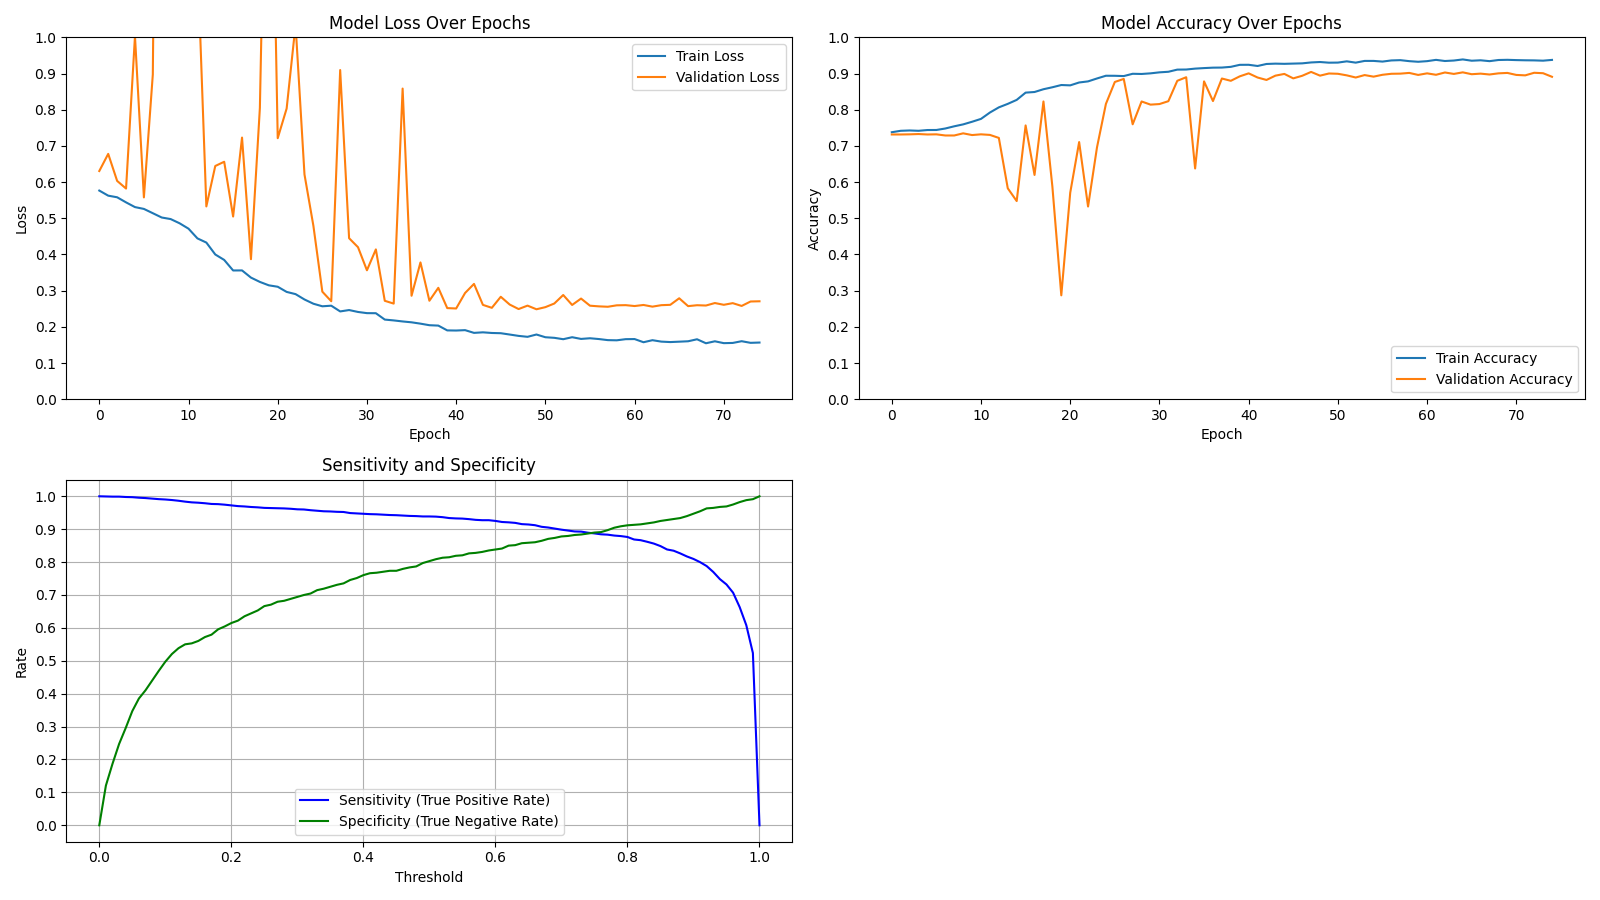 Model Loss Over Epochs
1.0
0.9
0.8
0.7
0.6
0.5
0.4
0.3
0.2
0.1
0.0
Loss
Train Loss
Validation Loss
0 10 20 30 40 50 60 70
Epoch
Model Accuracy Over Epochs
1.0
0.9
0.8
0.7
0.6
0.5
0.4
0.3
0.2
0.1
0.0
Accuracy
Train Accuracy
Validation Accuracy
0 10 20 30 40 50 60 70
Epoch
Sensitivity and Specificity
1.0
0.9
0.8
0.7
0.6
0.5
0.4
0.3
0.2
0.1
0.0
Rate
Sensitivity (True Positive Rate)
Specificity (True Negative Rate)
0.0 0.2 0.4 0.6 0.8 1.0
Threshold